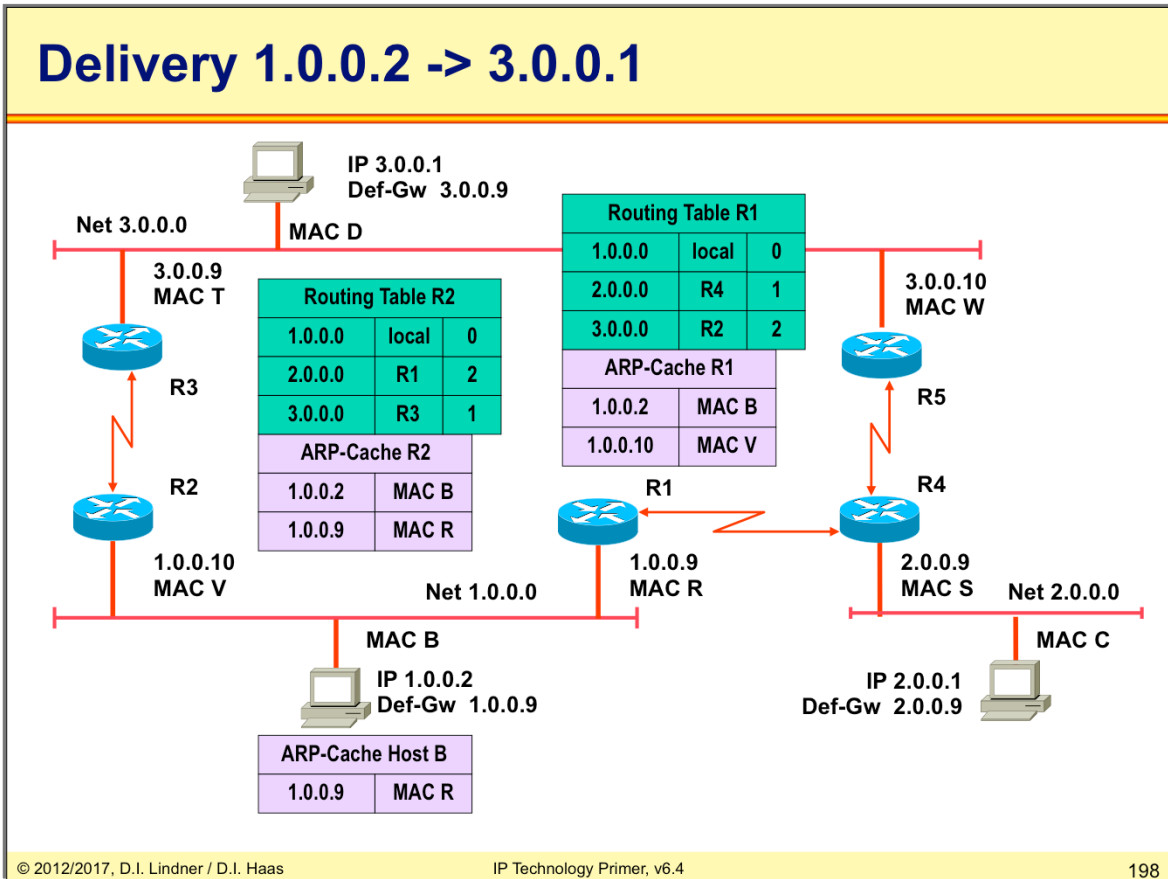 Delivery 1.0.0.2 -> 3.0.0.1
IP 3.0.0.1
Def-Gw 3.0.0.9
Net 3.0.0.0
MAC D
3.0.0.9
MAC T
R3
Routing Table R2
1.0.0.0 local 0
2.0.0.0 R1 2
3.0.0.0 R3 1
ARP-Cache R2
1.0.0.2 MAC B
1.0.0.9 MAC R
Routing Table R1
1.0.0.0 local 0
2.0.0.0 R4 1
3.0.0.0 R2 2
ARP-Cache R1
1.0.0.2 MAC B
1.0.0.10 MAC V
3.0.0.10
MAC W
R5
R2
R1
R4
1.0.0.10
MAC V
Net 1.0.0.0
1.0.0.9
MAC R
2.0.0.9
MAC S
Net 2.0.0.0
MAC B
IP 1.0.0.2
Def-Gw 1.0.0.9
MAC C
IP 2.0.0.1
Def-Gw 2.0.0.9
ARP-Cache Host B
1.0.0.9 MAC R
© 2012/2017, D.I. Lindner / D.I. Haas
IP Technology Primer, v6.4
198